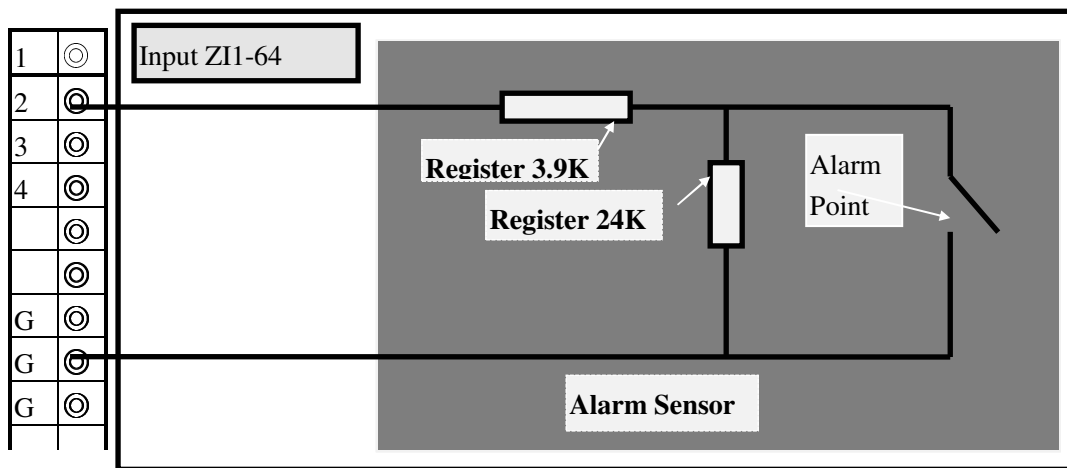 Input ZI1-64
1
2
3
4
G
G
G
Register 3.9K
Register 24K
Alarm
Point
Alarm Sensor